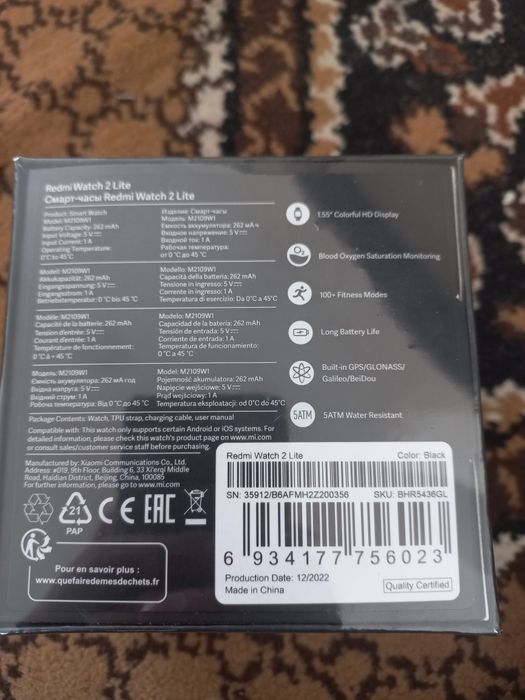 Redmi Watch 2 Lite
Смарт-часы Redmi Watch 2 Lite
Product: Smart Watch
Model: M2109W1
Battery Capacity: 262 mAh
Input Voltage: 5 V
Input Current: 1 A
Operating Temperature:
0°C to 45°C
Изделие: Смарт-часы
Модель: M2109W1
Емкость аккумулятора: 262 мА·ч
Входное напряжение: 5 V
Входной ток: 1 А
Рабочая температура:
от 0 °C до 45 °C
Modell: M2109W1
Akkukapazität: 262 mAh
Eingangsspannung: 5 V
Eingangsstrom: 1 A
Betriebstemperatur: 0 °C bis 45 °C
Modello: M2109W1
Capacità della batteria: 262 mAh
Tensione in ingresso: 5 V
Corrente in ingresso: 1 A
Temperatura di esercizio: Da 0°C a 45°C
Modèle: M2109W1
Capacité de la batterie: 262 mAh
Tension d'entrée: 5 V
Courant d'entrée: 1 A
Température de fonctionnement:
0 °C à + 45 °C
Modelo: M2109W1
Capacidad de la batería: 262 mAh
Tensión de entrada: 5 V
Corriente de entrada: 1 A
Temperatura de funcionamiento:
0 °C a 45 °C
Модель: M2109W1
Ємність акумулятора: 262 мА·год
Вхідна напруга: 5 V
Вхідний струм: 1 А
Робоча температура: Від 0°C до 45 °C
Model: M2109W1
Pojemność akumulatora: 262 mAh
Napięcie wejściowe: 5 V
Prąd wejściowy: 1 A
Temperatura eksploatacji: od 0°C do 45°C
Package Contents: Watch, TPU strap, charging cable, user manual
Compatible with: This watch only supports certain Android or iOS systems. For
detailed information, please check this watch's product page on www.mi.com
or consult sales/customer service staff before purchasing.
Manufactured by: Xiaomi Communications Co., Ltd.
Address: #019, 9th Floor, Building 6, 33 Xi'erqi Middle
Road, Haidian District, Beijing, China, 100085
For further information, please go to www.mi.com
21
PAP
CE
EAC
Pour en savoir plus :
www.quefairedemesdechets.fr
1.55" Colorful HD Display
O2
Blood Oxygen Saturation Monitoring
100+ Fitness Modes
Long Battery Life
Built-in GPS/GLONASS/
Galileo/BeiDou
5ATM
5ATM Water Resistant
Redmi Watch 2 Lite
Color: Black
SN: 35912/B6AFMH2Z200356
SKU: BHR5436GL
6 934177 756023
Production Date: 12/2022
Made in China
Quality Certified